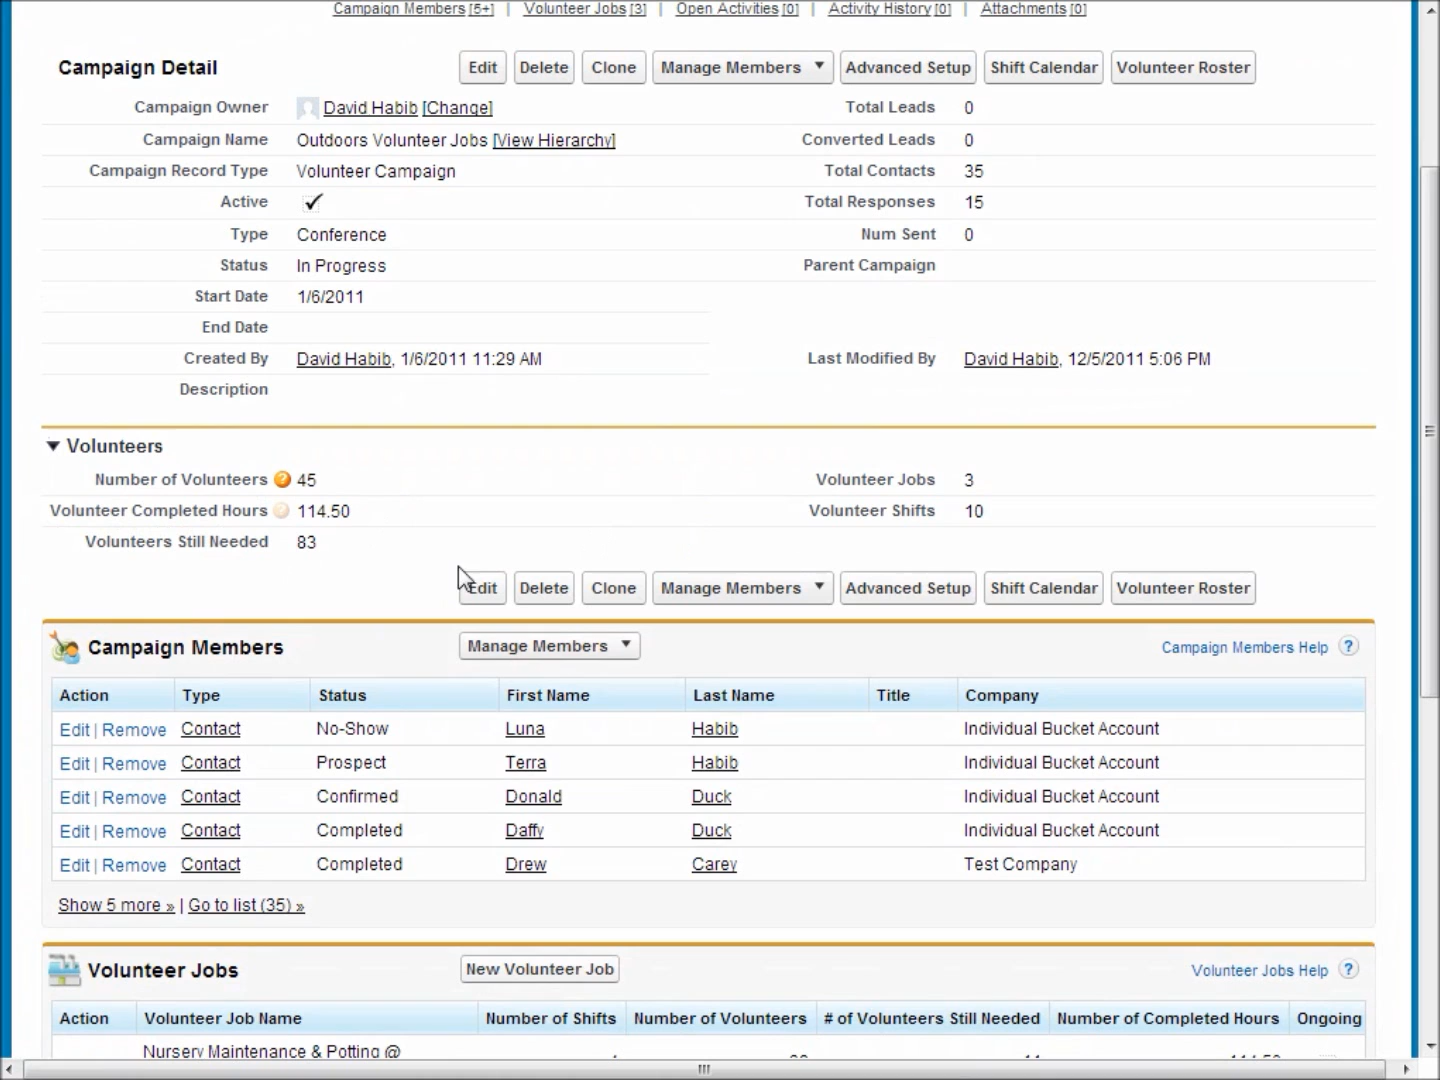 Campaign Members [5+] | Volunteer Jobs [3] | Open Activities [0] | Activity History [0] | Attachments [0]
Campaign Detail Edit Delete Clone Manage Members Advanced Setup Shift Calendar Volunteer Roster
Campaign Owner David Habib [Change] Total Leads 0
Campaign Name Outdoors Volunteer Jobs [View Hierarchy] Converted Leads 0
Campaign Record Type Volunteer Campaign Total Contacts 35
Active Total Responses 15
Type Conference Num Sent 0
Status In Progress Parent Campaign
Start Date 1/6/2011
End Date
Created By David Habib, 1/6/2011 11:29 AM Last Modified By David Habib, 12/5/2011 5:06 PM
Description
Volunteers
Number of Volunteers ? 45 Volunteer Jobs 3
Volunteer Completed Hours ? 114.50 Volunteer Shifts 10
Volunteers Still Needed 83
Edit Delete Clone Manage Members Advanced Setup Shift Calendar Volunteer Roster
Campaign Members Manage Members Campaign Members Help ?
Action Type Status First Name Last Name Title Company
Edit | Remove Contact No-Show Luna Habib Individual Bucket Account
Edit | Remove Contact Prospect Terra Habib Individual Bucket Account
Edit | Remove Contact Confirmed Donald Duck Individual Bucket Account
Edit | Remove Contact Completed Daffy Duck Individual Bucket Account
Edit | Remove Contact Completed Drew Carey Test Company
Show 5 more » | Go to list (35) »
Volunteer Jobs New Volunteer Job Volunteer Jobs Help ?
Action Volunteer Job Name Number of Shifts Number of Volunteers # of Volunteers Still Needed Number of Completed Hours Ongoing
Nursery Maintenance & Potting @